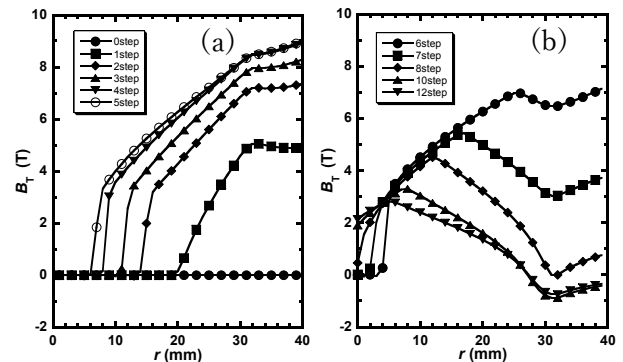 (a)
0step
1step
2step
3step
4step
5step
10
8
6
4
2
0
-2
B_T (T)
0 10 20 30 40
r (mm)
(b)
6step
7step
8step
10step
12step
10
8
6
4
2
0
-2
B_T (T)
0 10 20 30 40
r (mm)